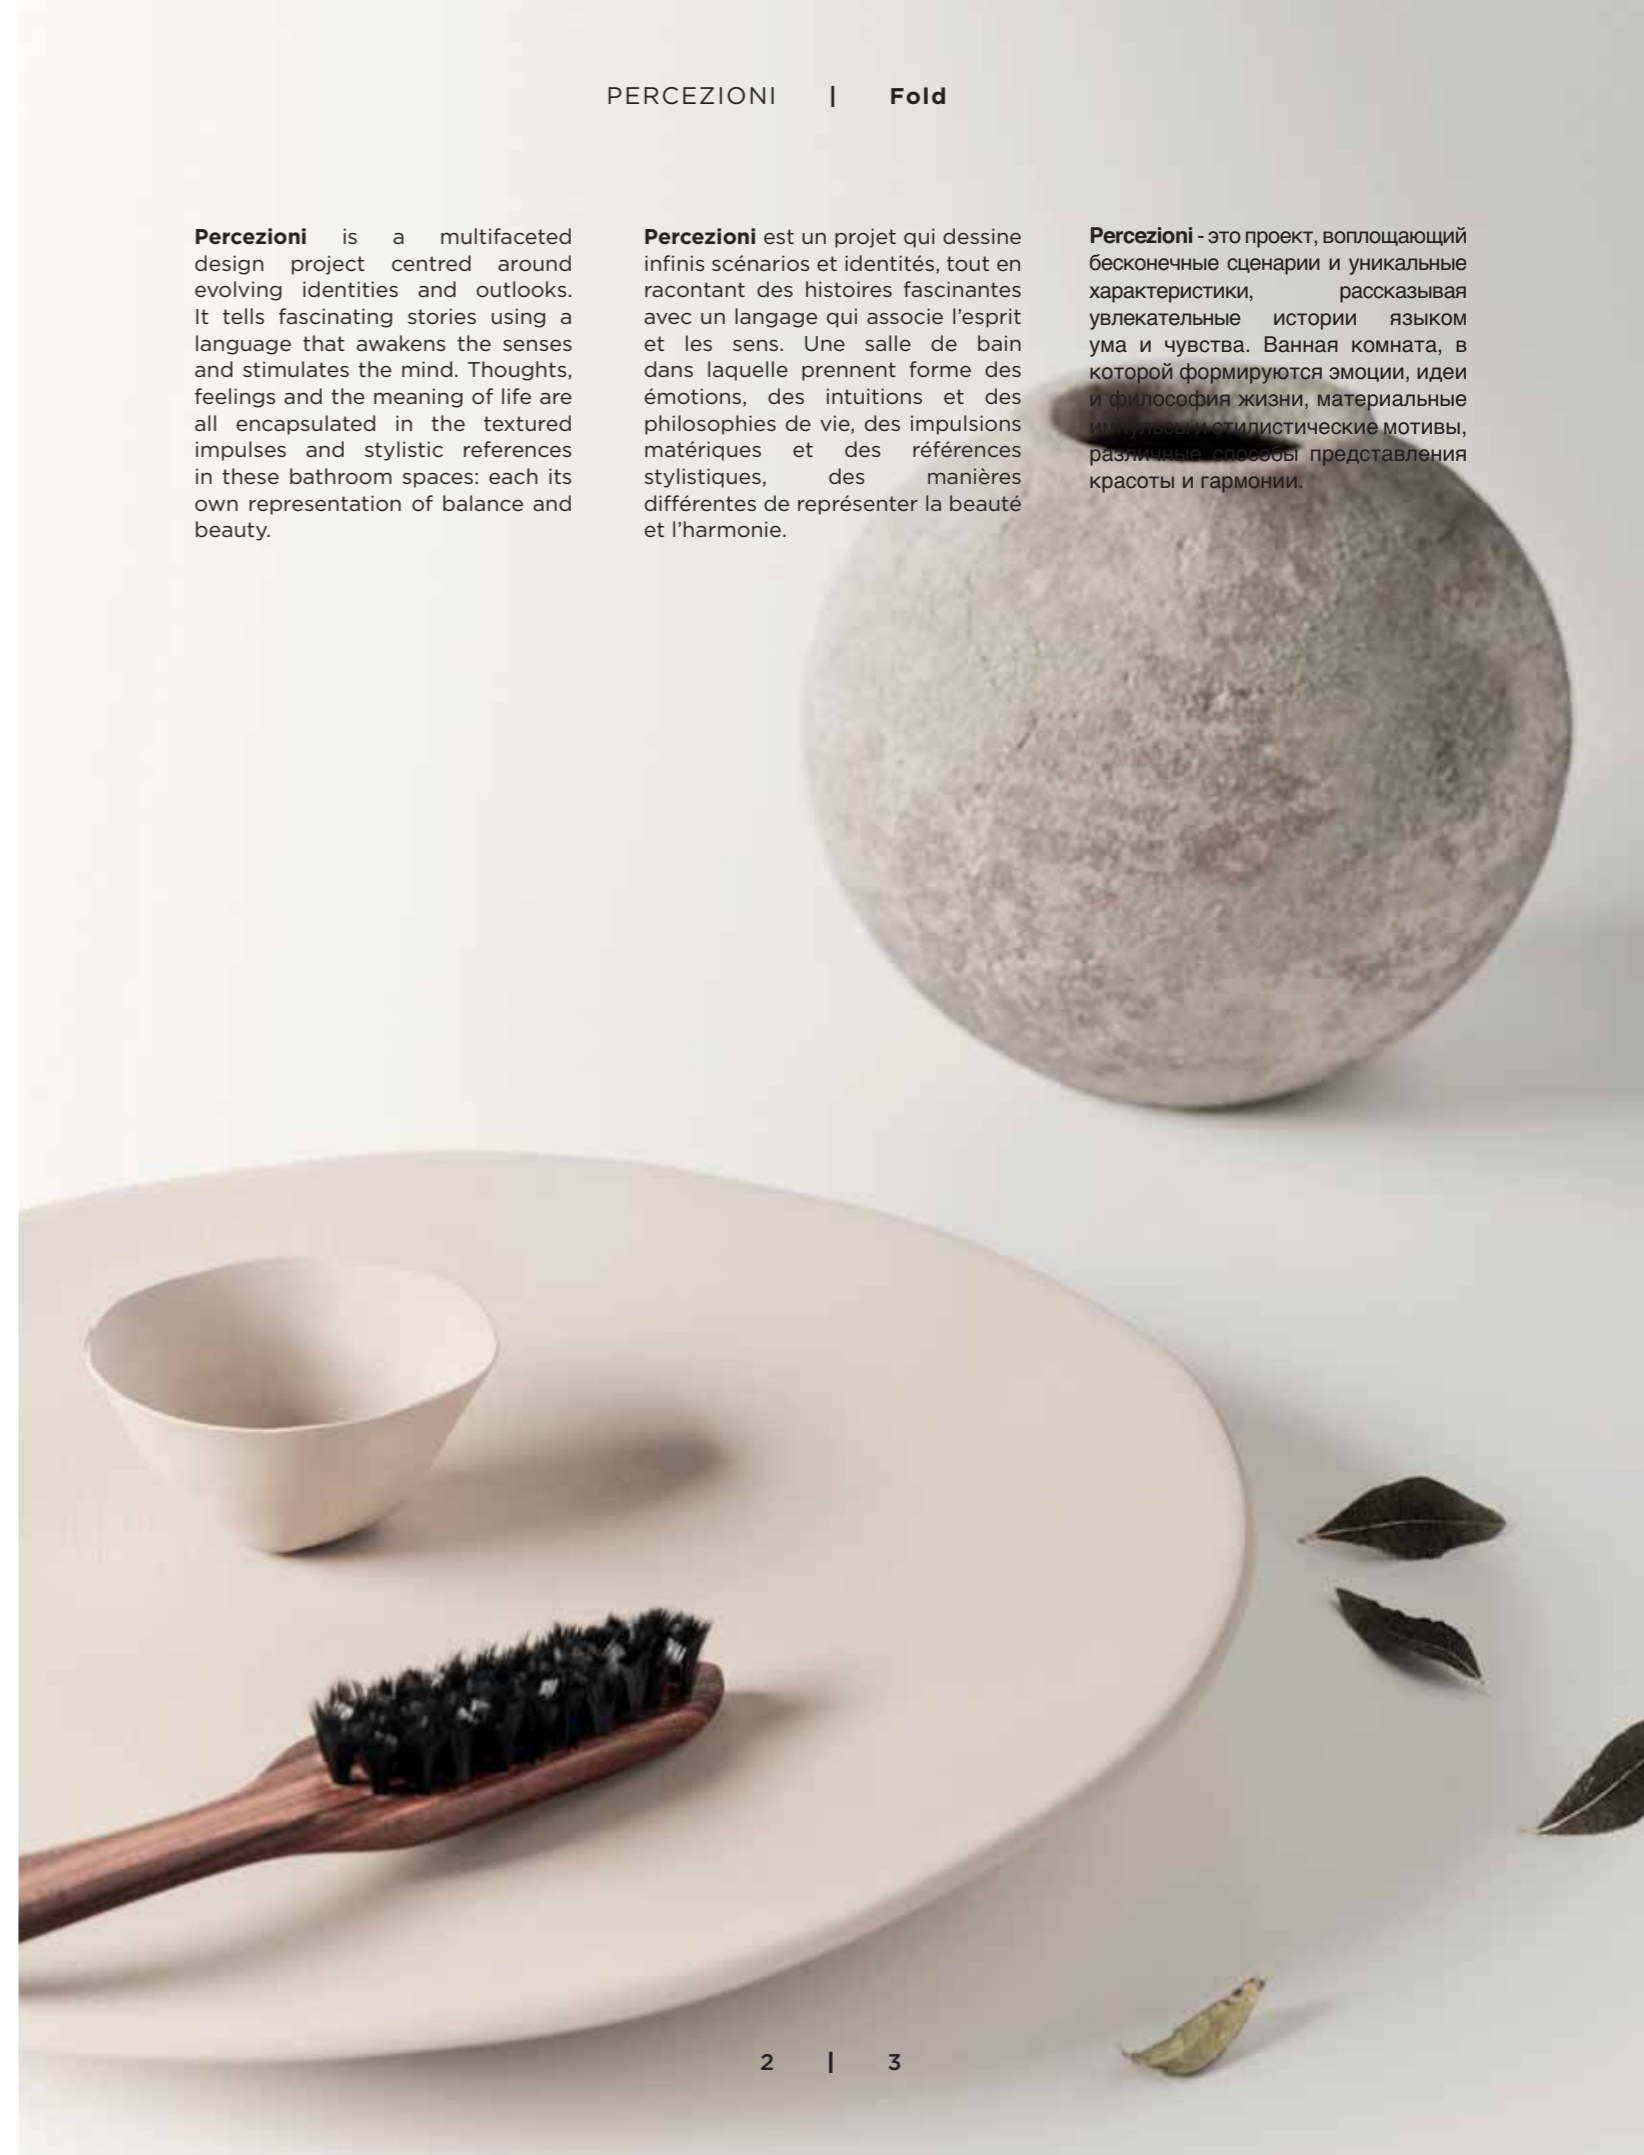 PERCEZIONI | Fold
Percezioni is a multifaceted
design project centred around
evolving identities and outlooks.
It tells fascinating stories using a
language that awakens the senses
and stimulates the mind. Thoughts,
feelings and the meaning of life are
all encapsulated in the textured
impulses and stylistic references
in these bathroom spaces: each its
own representation of balance and
beauty.
Percezioni est un projet qui dessine
infinis scénarios et identités, tout en
racontant des histoires fascinantes
avec un langage qui associe l'esprit
et les sens. Une salle de bain
dans laquelle prennent forme des
émotions, des intuitions et des
philosophies de vie, des impulsions
matériques et des références
stylistiques, des manières
différentes de représenter la beauté
et l'harmonie.
Percezioni - это проект, воплощающий
бесконечные сценарии и уникальные
характеристики, рассказывая
увлекательные истории языком
ума и чувства. Ванная комната, в
которой формируются эмоции, идеи
и философия жизни, материальные
импульсы и стилистические мотивы,
различные способы представления
красоты и гармонии.
2 | 3